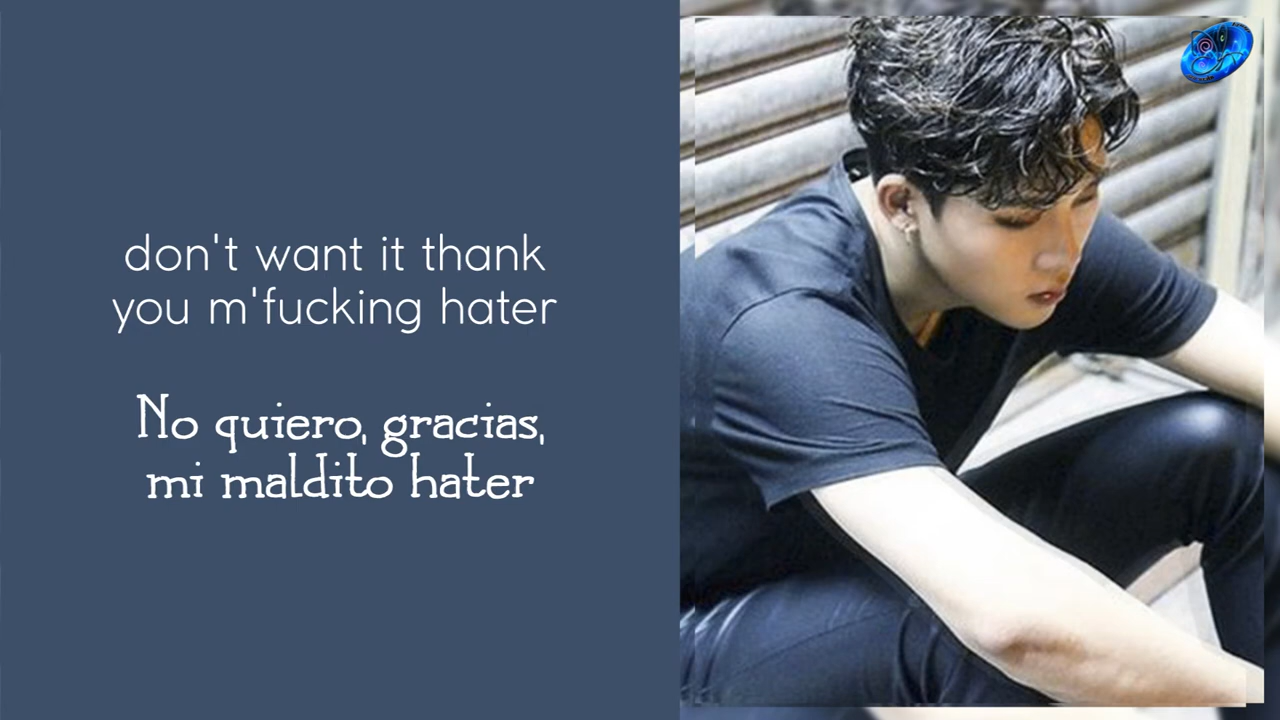 don't want it thank
you m'fucking hater
No quiero, gracias,
mi maldito hater